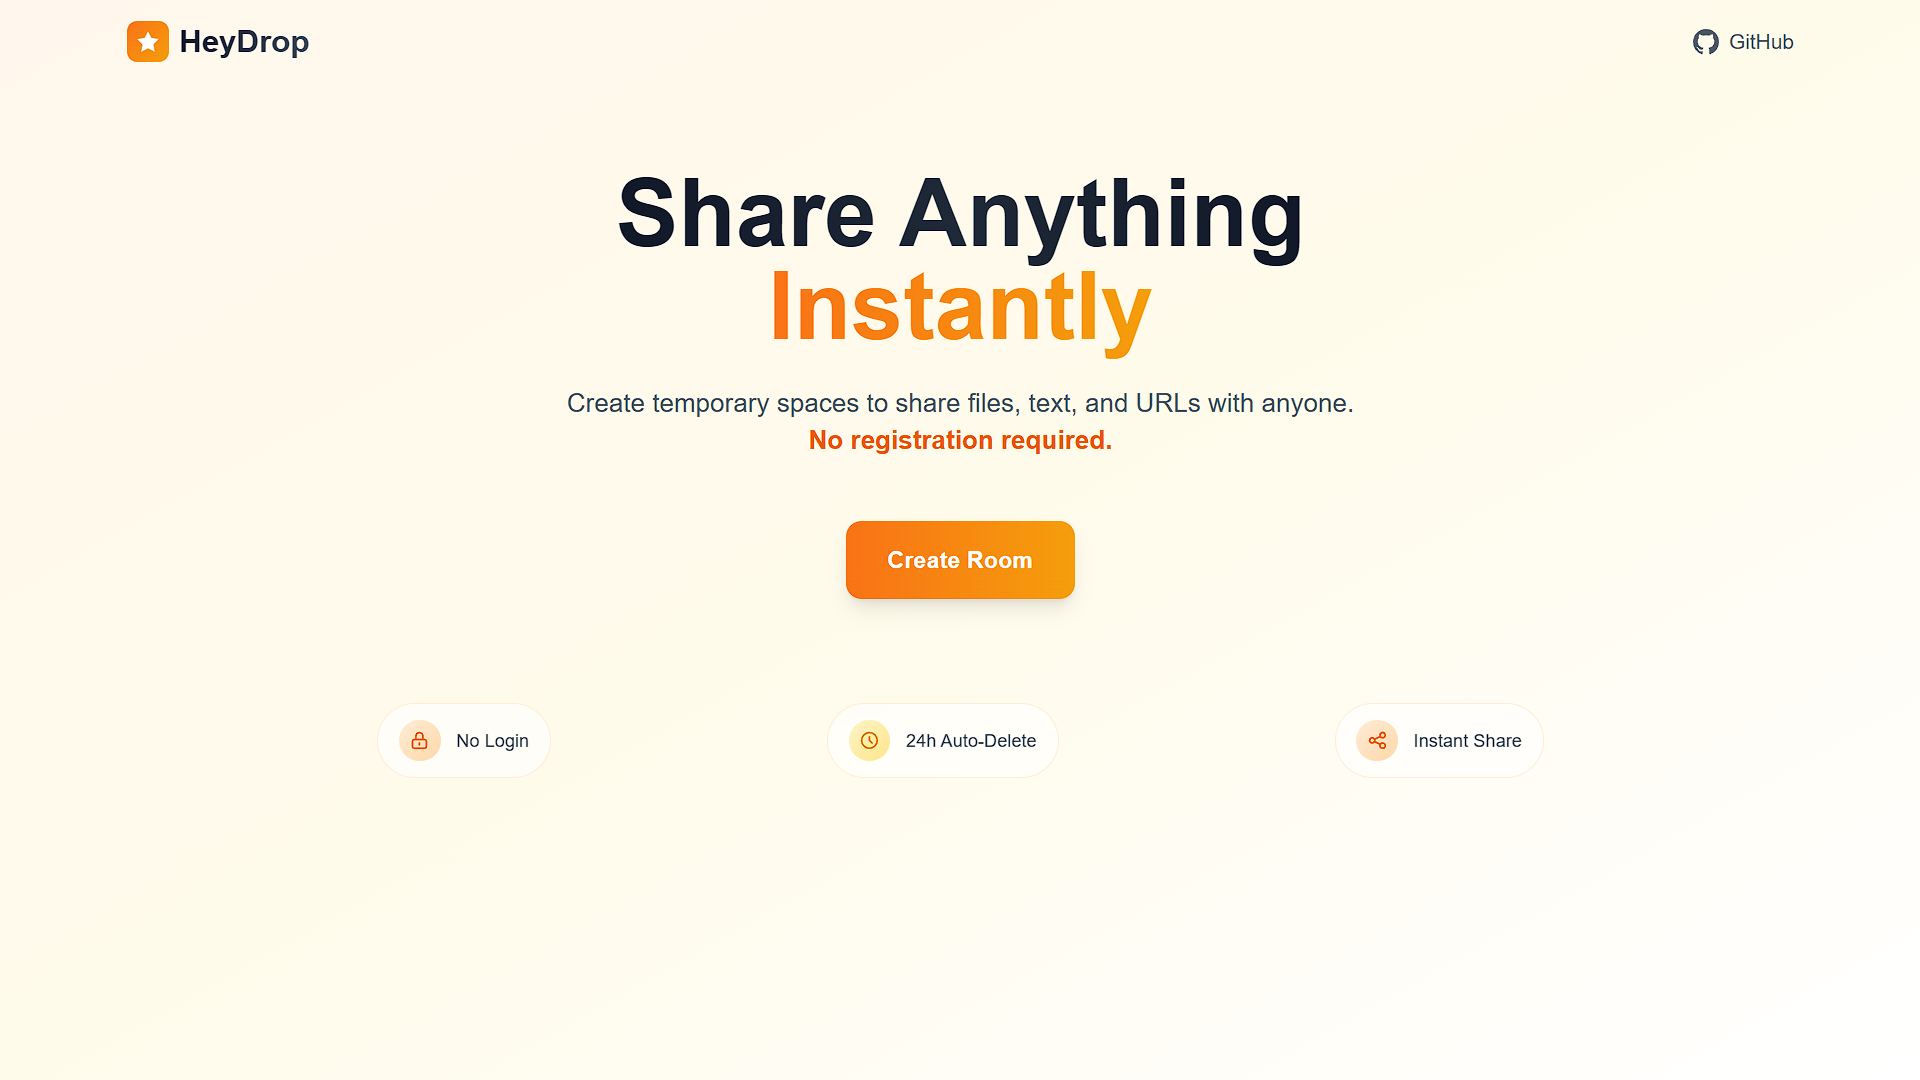 HeyDrop
GitHub
Share Anything
Instantly
Create temporary spaces to share files, text, and URLs with anyone.
No registration required.
Create Room
No Login
24h Auto-Delete
Instant Share